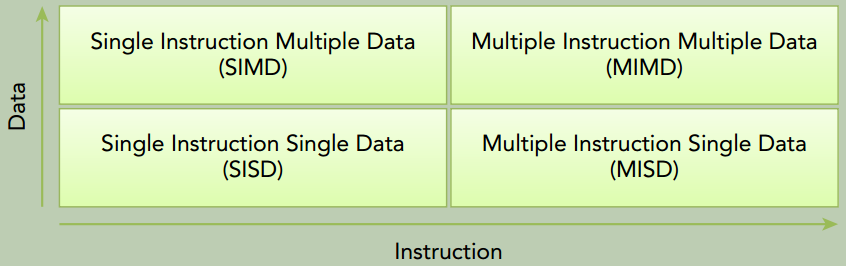 Single Instruction Multiple Data
(SIMD)
Multiple Instruction Multiple Data
(MIMD)
Data
Single Instruction Single Data
(SISD)
Multiple Instruction Single Data
(MISD)
Instruction